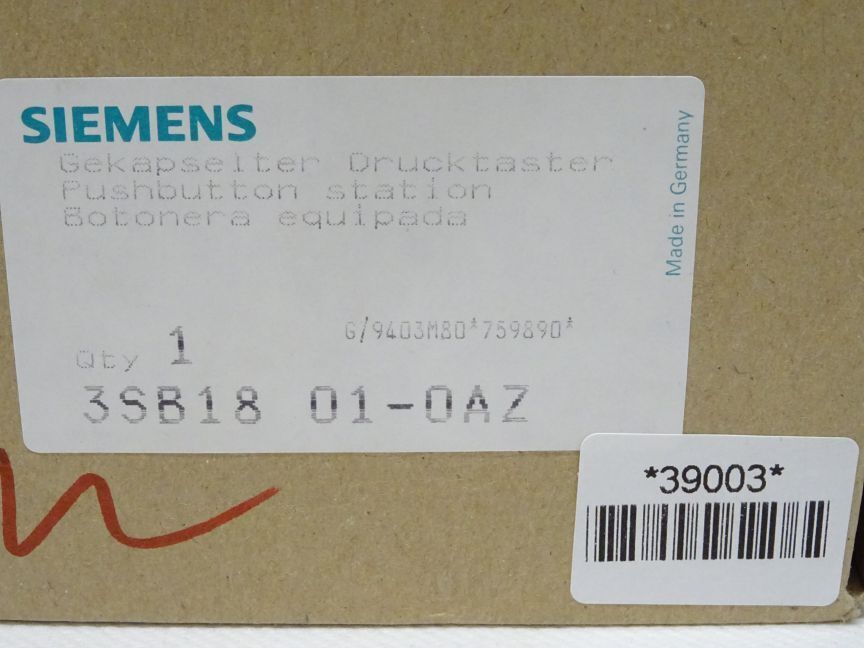 SIEMENS
Gekapselter Drucktaster
Pushbutton station
Botonera equipada
Made in Germany
G/9403M80*759890*
Qty 1
3SB18 01-0AZ
*39003*